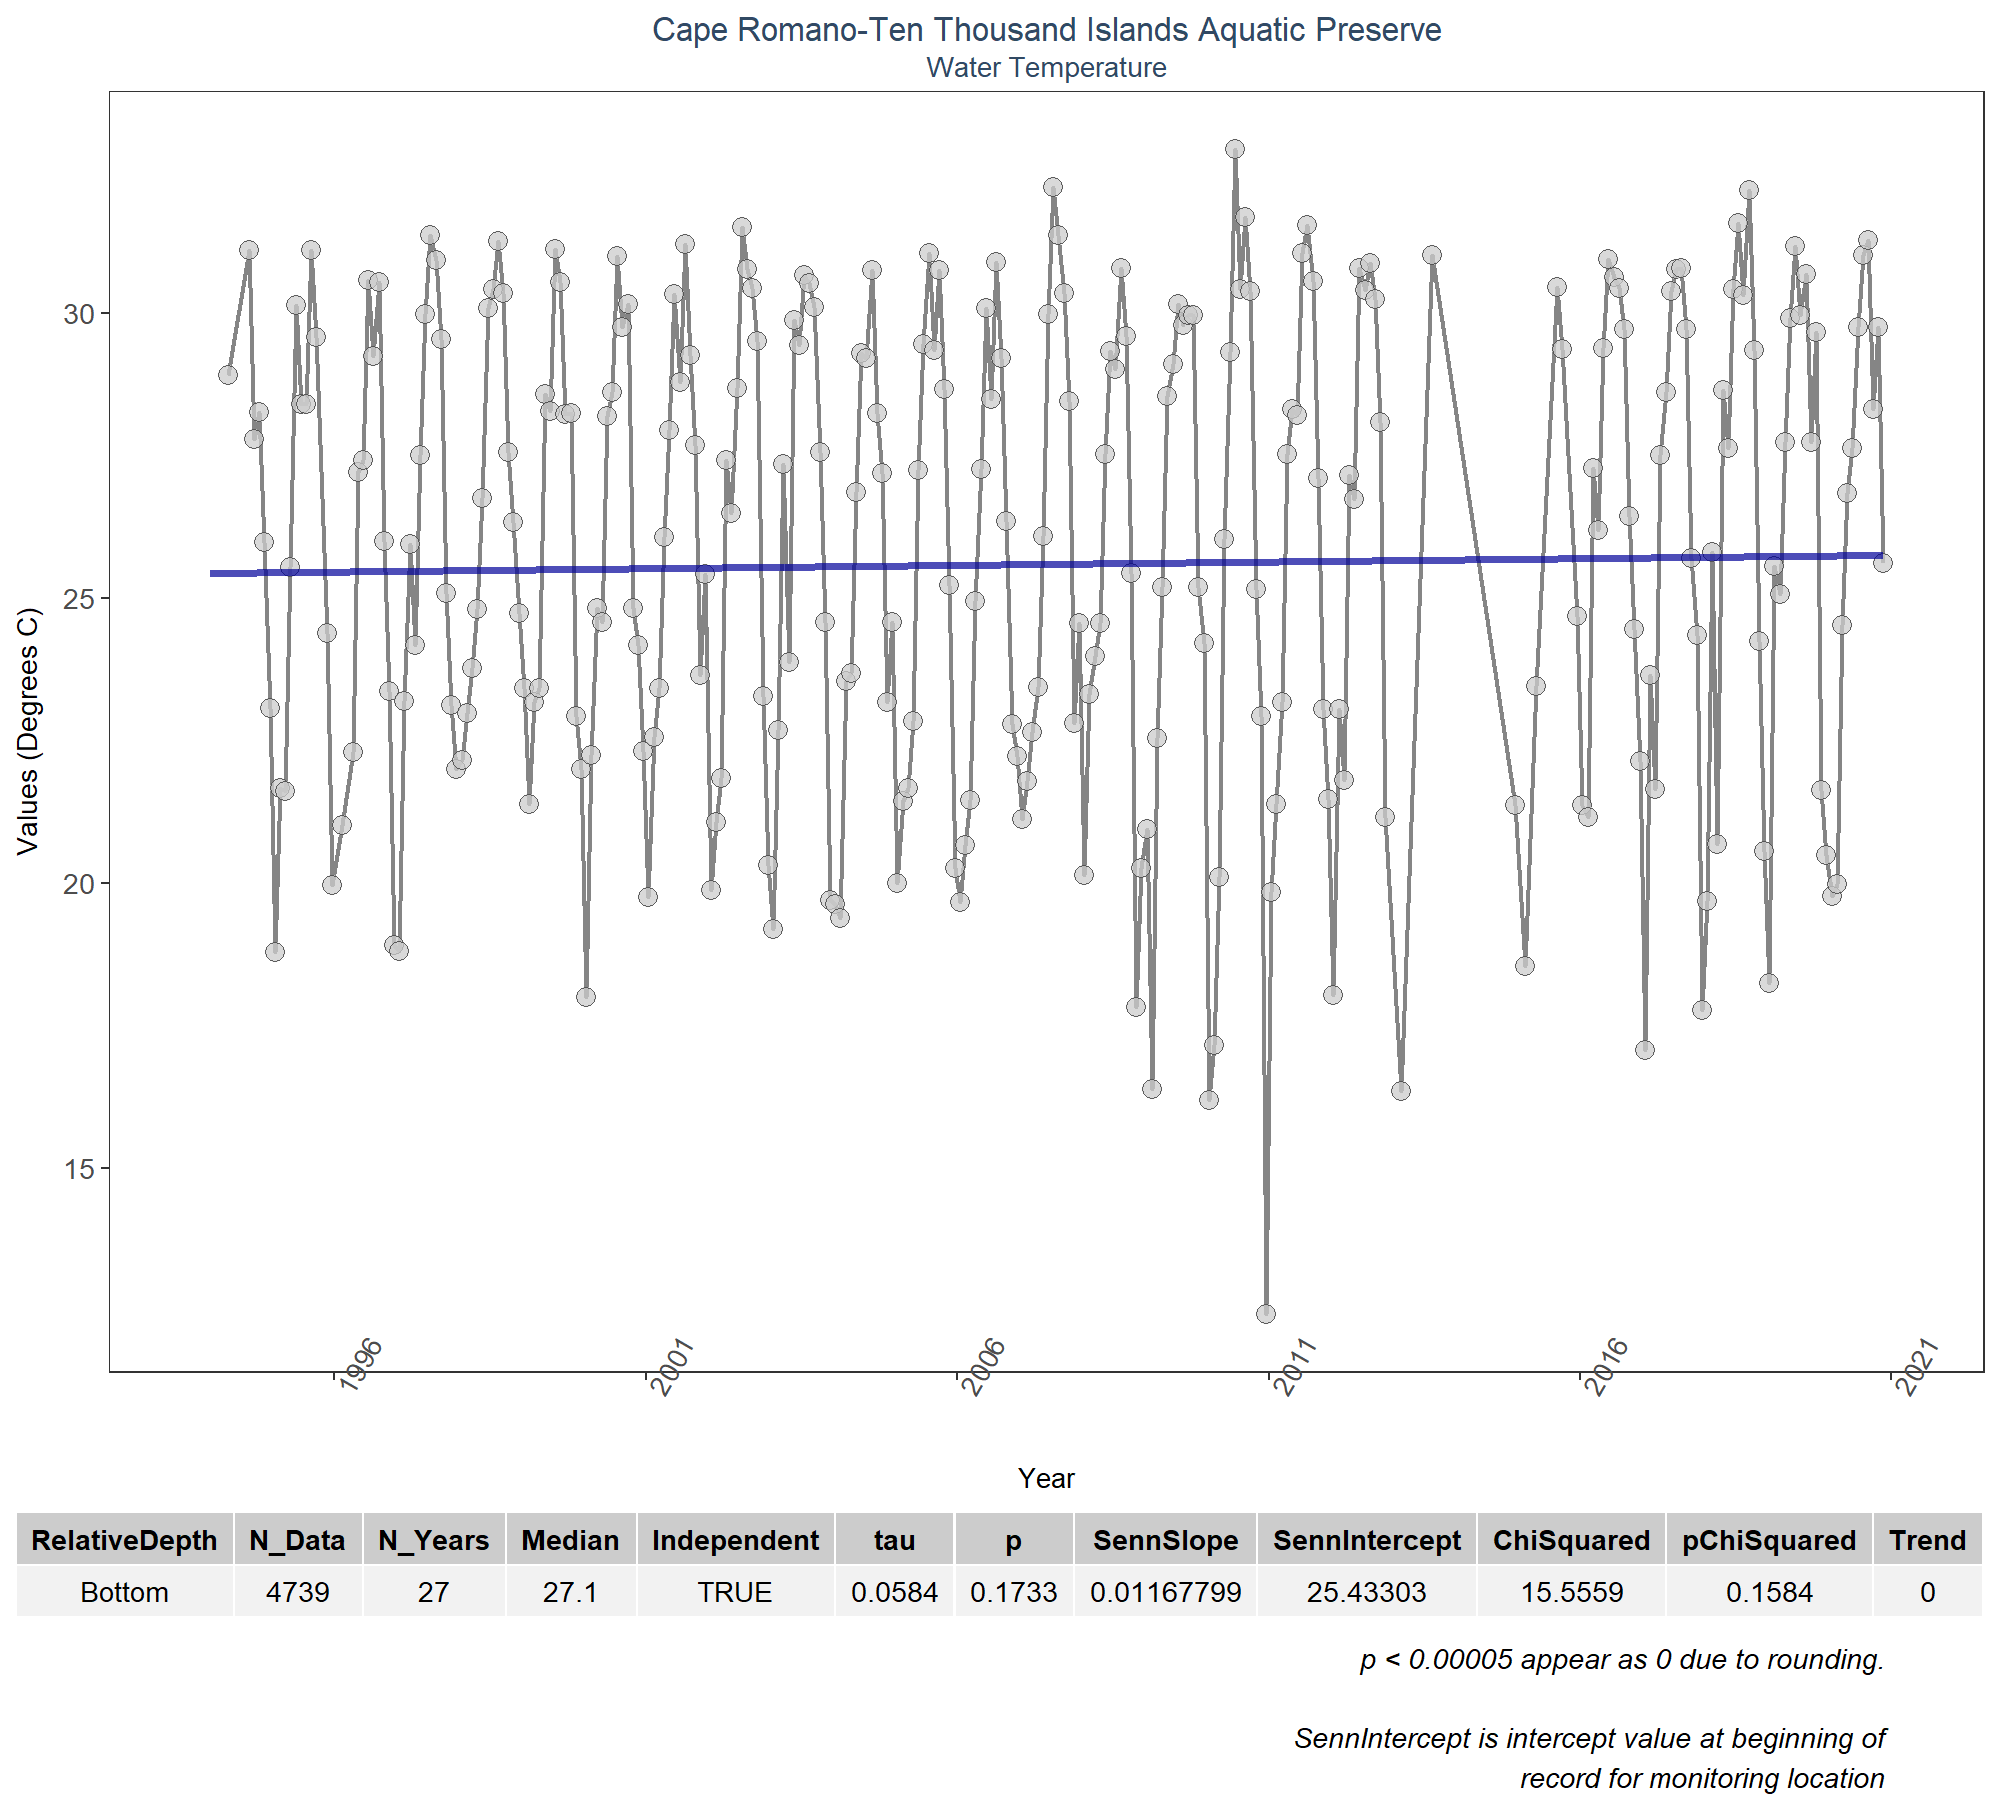 Cape Romano-Ten Thousand Islands Aquatic Preserve
Water Temperature
Values (Degrees C)
30
25
20
15
1996
2001
2006
2011
2016
2021
Year
RelativeDepth N_Data N_Years Median Independent tau p SennSlope SennIntercept ChiSquared pChiSquared Trend
Bottom 4739 27 27.1 TRUE 0.0584 0.1733 0.01167799 25.43303 15.5559 0.1584 0
p < 0.00005 appear as 0 due to rounding.
SennIntercept is intercept value at beginning of
record for monitoring location